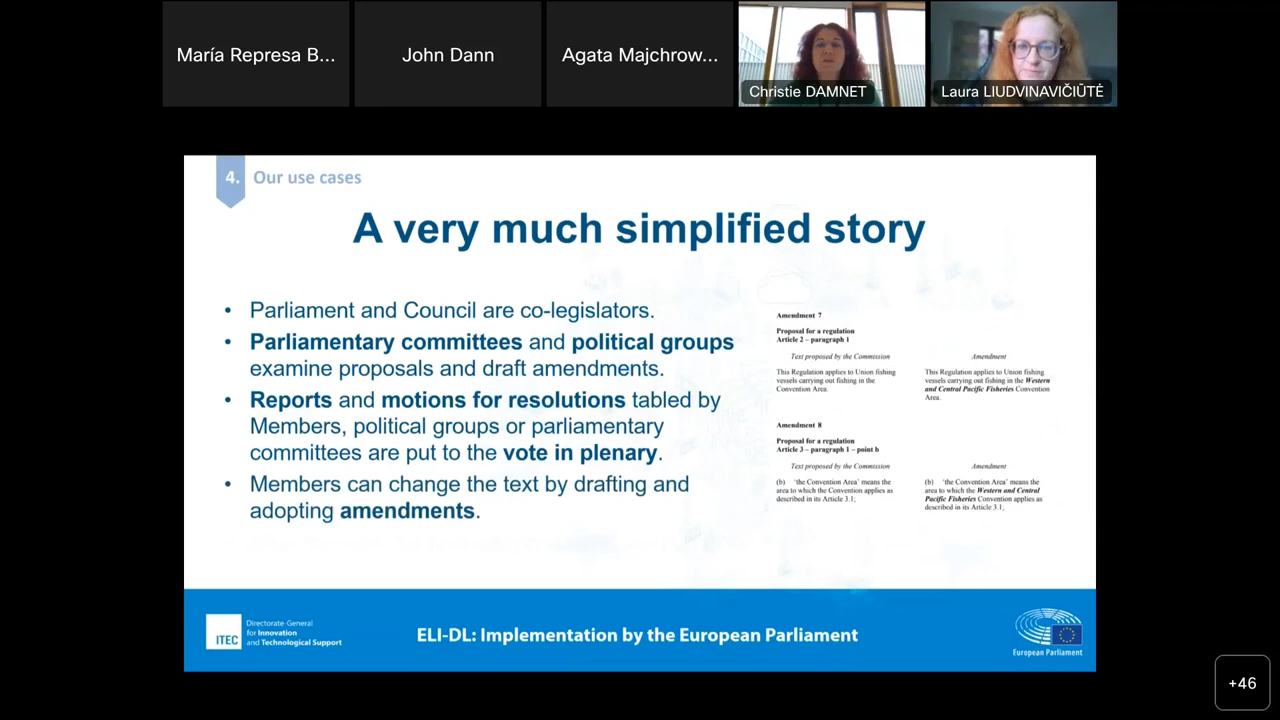 María Represa B...
John Dann
Agata Majchrow...
Christie DAMNET
Laura LIUDVINAVIČIŪTĖ
4. Our use cases
A very much simplified story
• Parliament and Council are co-legislators.
• Parliamentary committees and political groups
examine proposals and draft amendments.
• Reports and motions for resolutions tabled by
Members, political groups or parliamentary
committees are put to the vote in plenary.
• Members can change the text by drafting and
adopting amendments.
Amendment 7
Proposal for a regulation
Article 2 – paragraph 1
Text proposed by the Commission
Amendment
This Regulation applies to Union fishing
vessels carrying out fishing in the
Convention Area.
This Regulation applies to Union fishing
vessels carrying out fishing in the Western
and Central Pacific Fisheries Convention
Area.
Amendment 8
Proposal for a regulation
Article 3 – paragraph 1 – point b
Text proposed by the Commission
Amendment
(b) 'the Convention Area' means the
area to which the Convention applies as
described in its Article 3.1;
(b) 'the Convention Area' means the
area to which the Western and Central
Pacific Fisheries Convention applies as
described in its Article 3.1;
ITEC
Directorate-General
for Innovation
and Technological Support
ELI-DL: Implementation by the European Parliament
European Parliament
+46